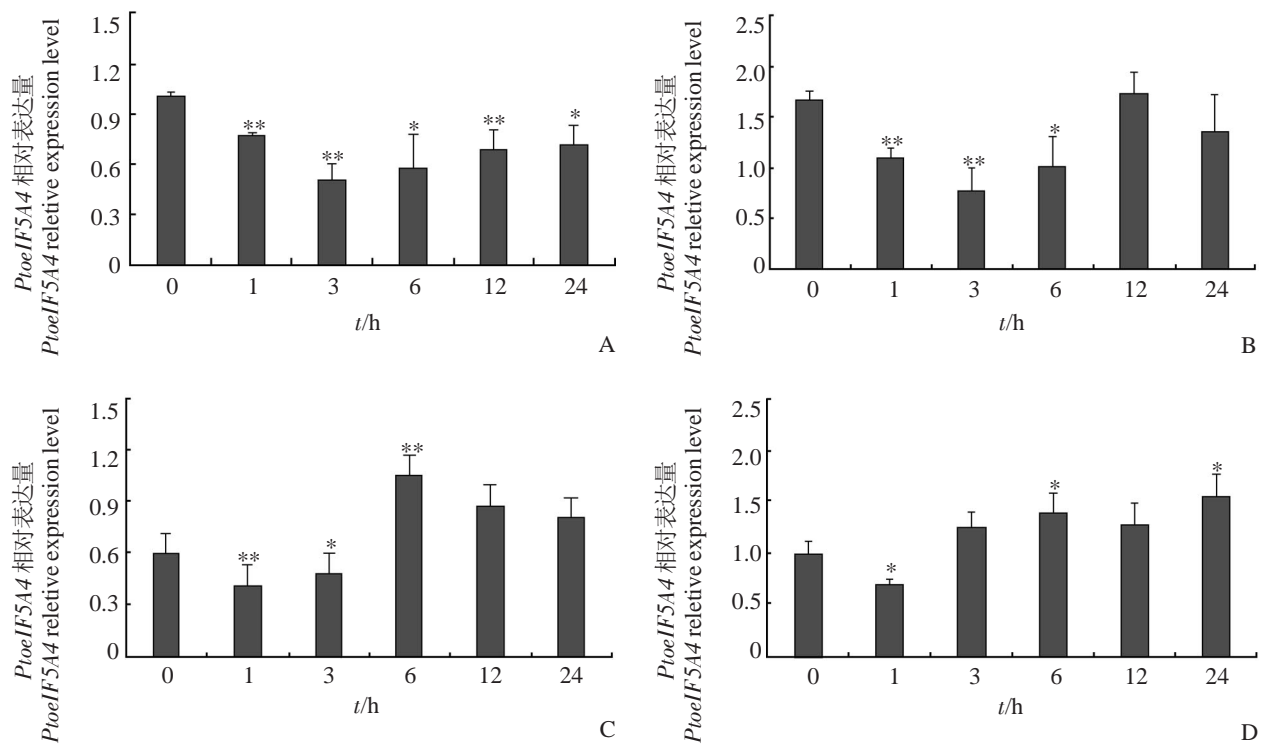 PtoeIF5A4 相对表达量
PtoeIF5A4 reletive expression level
1.5
1.2
0.9
0.6
0.3
0
** ** * ** *
0 1 3 6 12 24
t/h
A
PtoeIF5A4 相对表达量
PtoeIF5A4 reletive expression level
2.5
2.0
1.5
1.0
0.5
0
** ** *
0 1 3 6 12 24
t/h
B
PtoeIF5A4 相对表达量
PtoeIF5A4 reletive expression level
1.5
1.2
0.9
0.6
0.3
0
** * **
0 1 3 6 12 24
t/h
C
PtoeIF5A4 相对表达量
PtoeIF5A4 reletive expression level
2.5
2.0
1.5
1.0
0.5
0
* * *
0 1 3 6 12 24
t/h
D